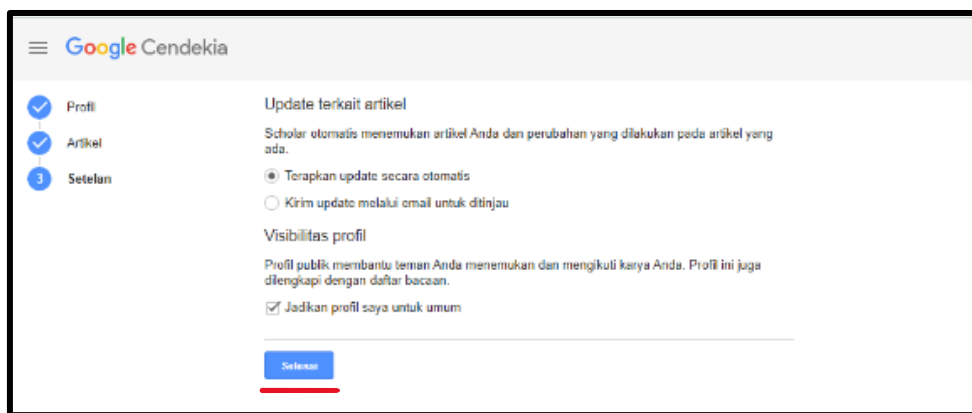 Google Cendekia
Profil
Artikel
3 Setelan
Update terkait artikel
Scholar otomatis menemukan artikel Anda dan perubahan yang dilakukan pada artikel yang
ada.
Terapkan update secara otomatis
Kirim update melalui email untuk ditinjau
Visibilitas profil
Profil publik membantu teman Anda menemukan dan mengikuti karya Anda. Profil ini juga
dilengkapi dengan daftar bacaan.
Jadikan profil saya untuk umum
Selesai